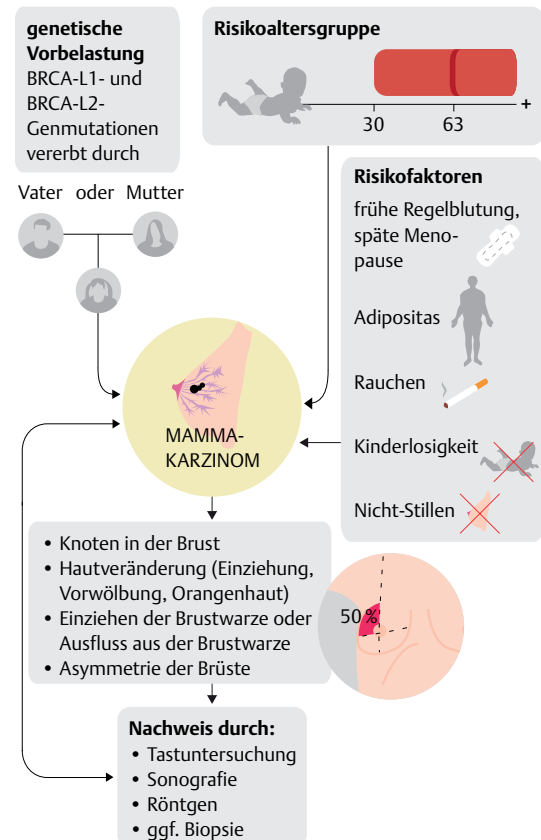 genetische
Vorbelastung
BRCA-L1- und
BRCA-L2-
Genmutationen
vererbt durch
Vater oder Mutter
Risikoaltersgruppe
30
63
+
Risikofaktoren
frühe Regelblutung,
späte Meno-
pause
Adipositas
Rauchen
Kinderlosigkeit
Nicht-Stillen
MAMMA-
KARZINOM
• Knoten in der Brust
• Hautveränderung (Einziehung,
Vorwölbung, Orangenhaut)
• Einziehen der Brustwarze oder
Ausfluss aus der Brustwarze
• Asymmetrie der Brüste
50 %
Nachweis durch:
• Tastuntersuchung
• Sonografie
• Röntgen
• ggf. Biopsie